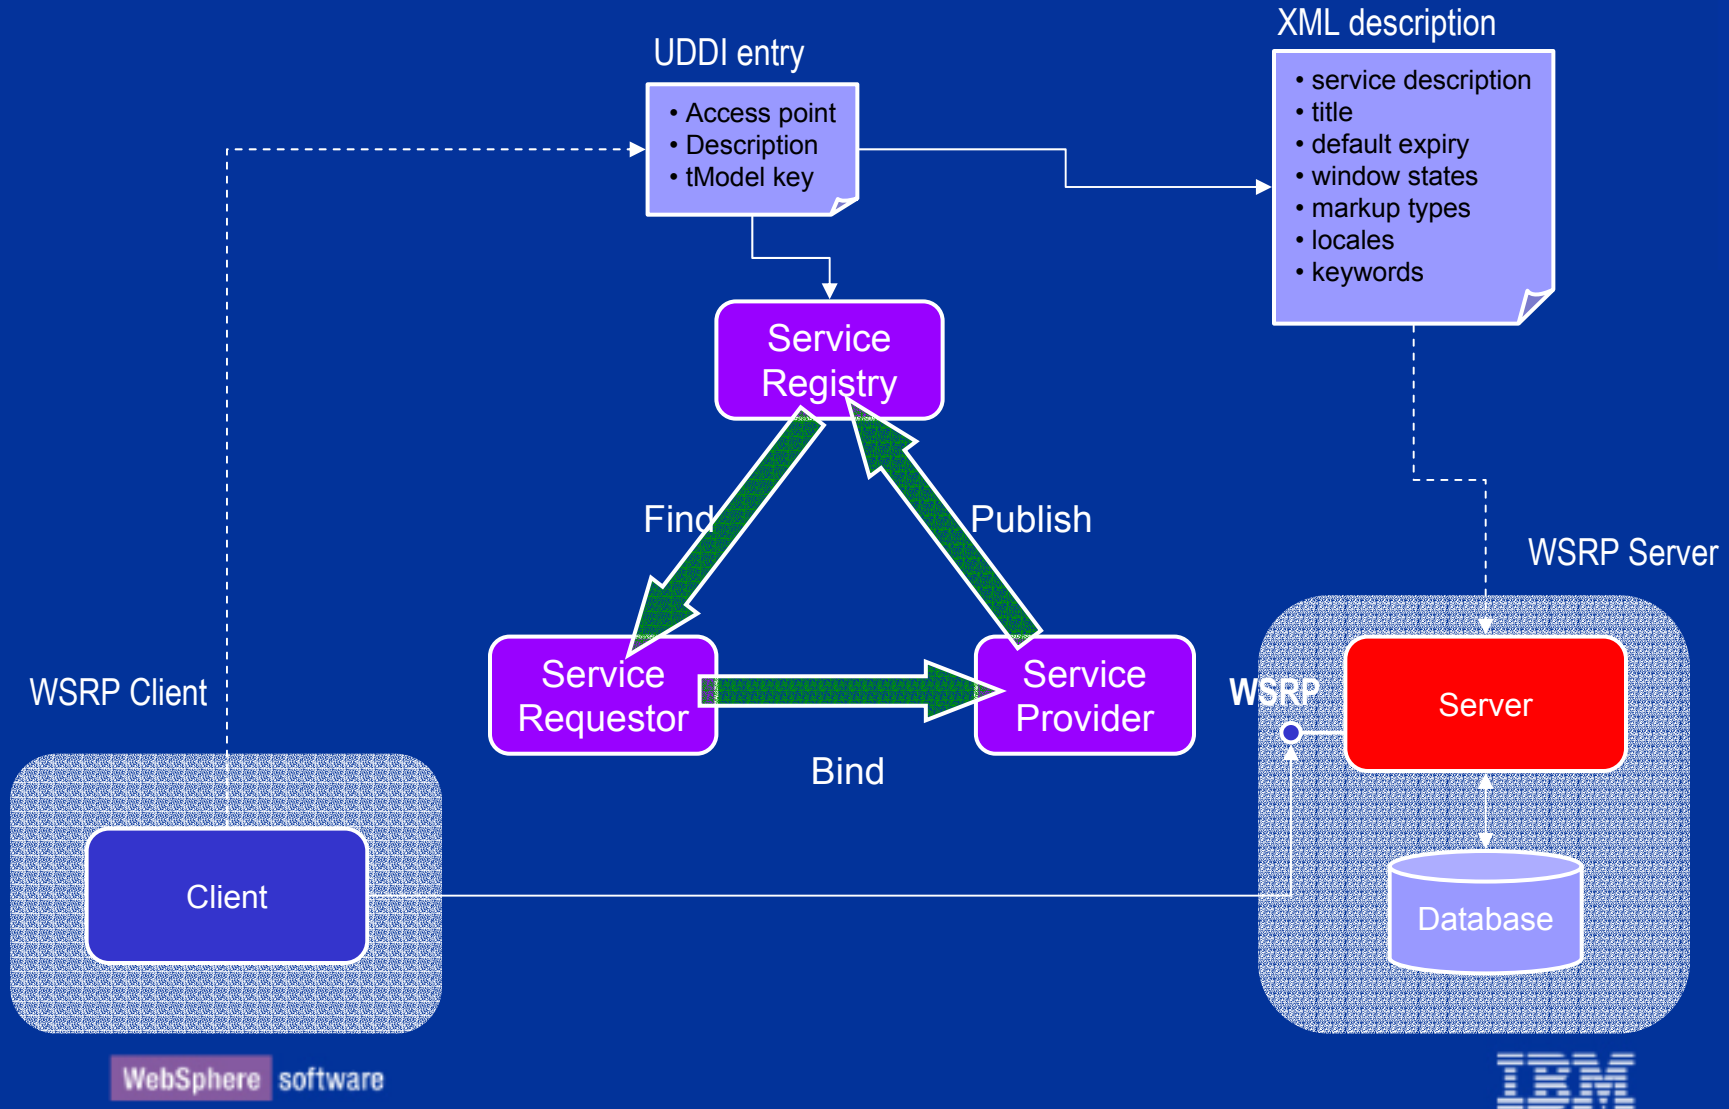 XML description
UDDI entry
• Access point
• Description
• tModel key
• service description
• title
• default expiry
• window states
• markup types
• locales
• keywords
Service
Registry
Find
Publish
WSRP Server
WSRP Client
Service
Requestor
Service
Provider
Bind
WSRP
Server
Client
Database
WebSphere software
IBM